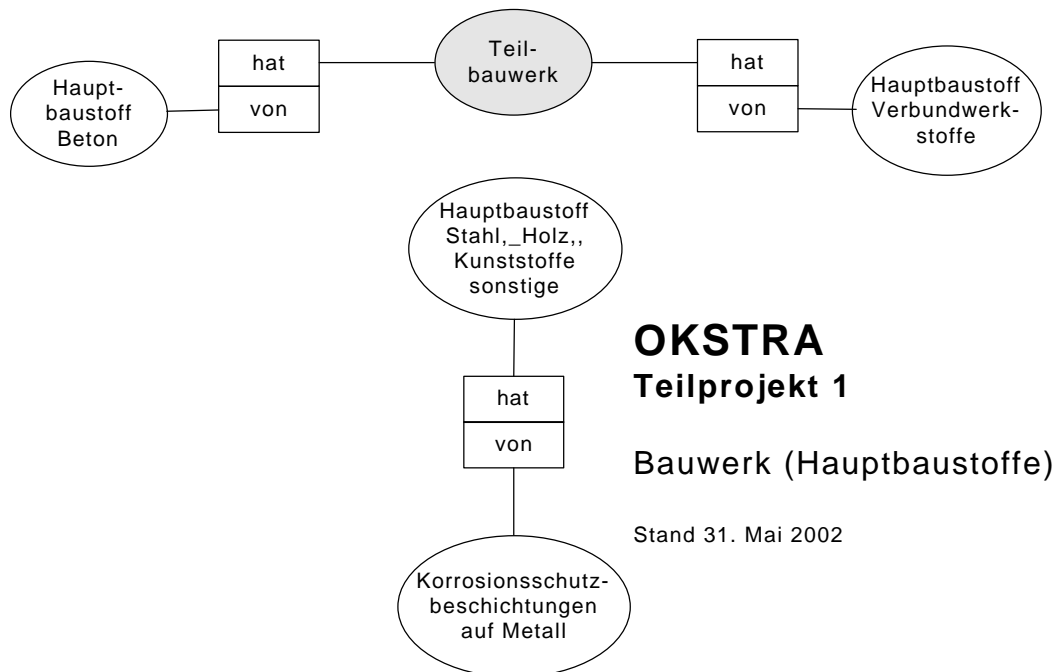 Teil-
bauwerk
hat
von
hat
von
Haupt-
baustoff
Beton
Hauptbaustoff
Verbundwerk-
stoffe
Hauptbaustoff
Stahl,_Holz,,
Kunststoffe
sonstige
hat
von
Korrosionsschutz-
beschichtungen
auf Metall
OKSTRA
Teilprojekt 1
Bauwerk (Hauptbaustoffe)
Stand 31. Mai 2002